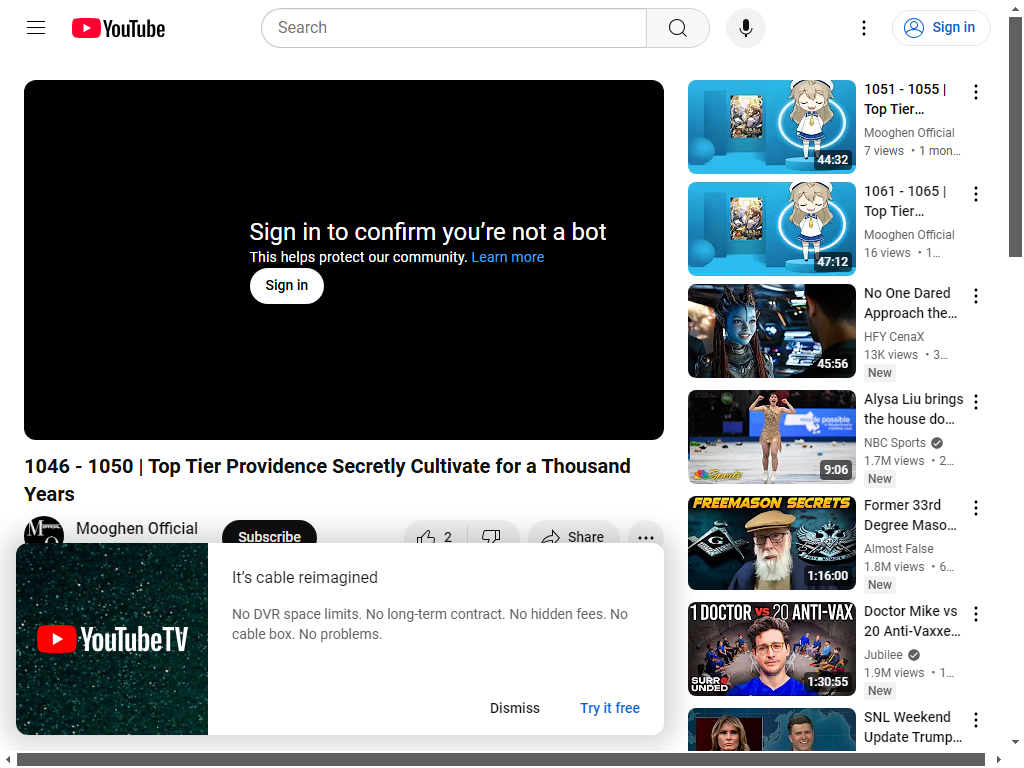 YouTube
Search
Sign in
Sign in to confirm you’re not a bot
This helps protect our community. Learn more
Sign in
1046 - 1050 | Top Tier Providence Secretly Cultivate for a Thousand
Years
Mooghen Official
Subscribe
2
Share
YouTubeTV
It’s cable reimagined
No DVR space limits. No long-term contract. No hidden fees. No
cable box. No problems.
Dismiss
Try it free
44:32
1051 - 1055 |
Top Tier…
Mooghen Official
7 views • 1 mon…
47:12
1061 - 1065 |
Top Tier…
Mooghen Official
16 views • 1…
45:56
No One Dared
Approach the…
HFY CenaX
13K views • 3…
New
made possible
NBC Sports
9:06
Alysa Liu brings
the house do…
NBC Sports
1.7M views • 2…
New
FREEMASON SECRETS
G
1:16:00
Former 33rd
Degree Maso…
Almost False
1.8M views • 6…
New
1 DOCTOR VS 20 ANTI-VAX
SURROUNDED
1:30:55
Doctor Mike vs
20 Anti-Vaxxe…
Jubilee
1.9M views • 1…
New
SNL Weekend
Update Trump…